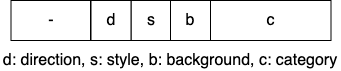 - d s b c
d: direction, s: style, b: background, c: category